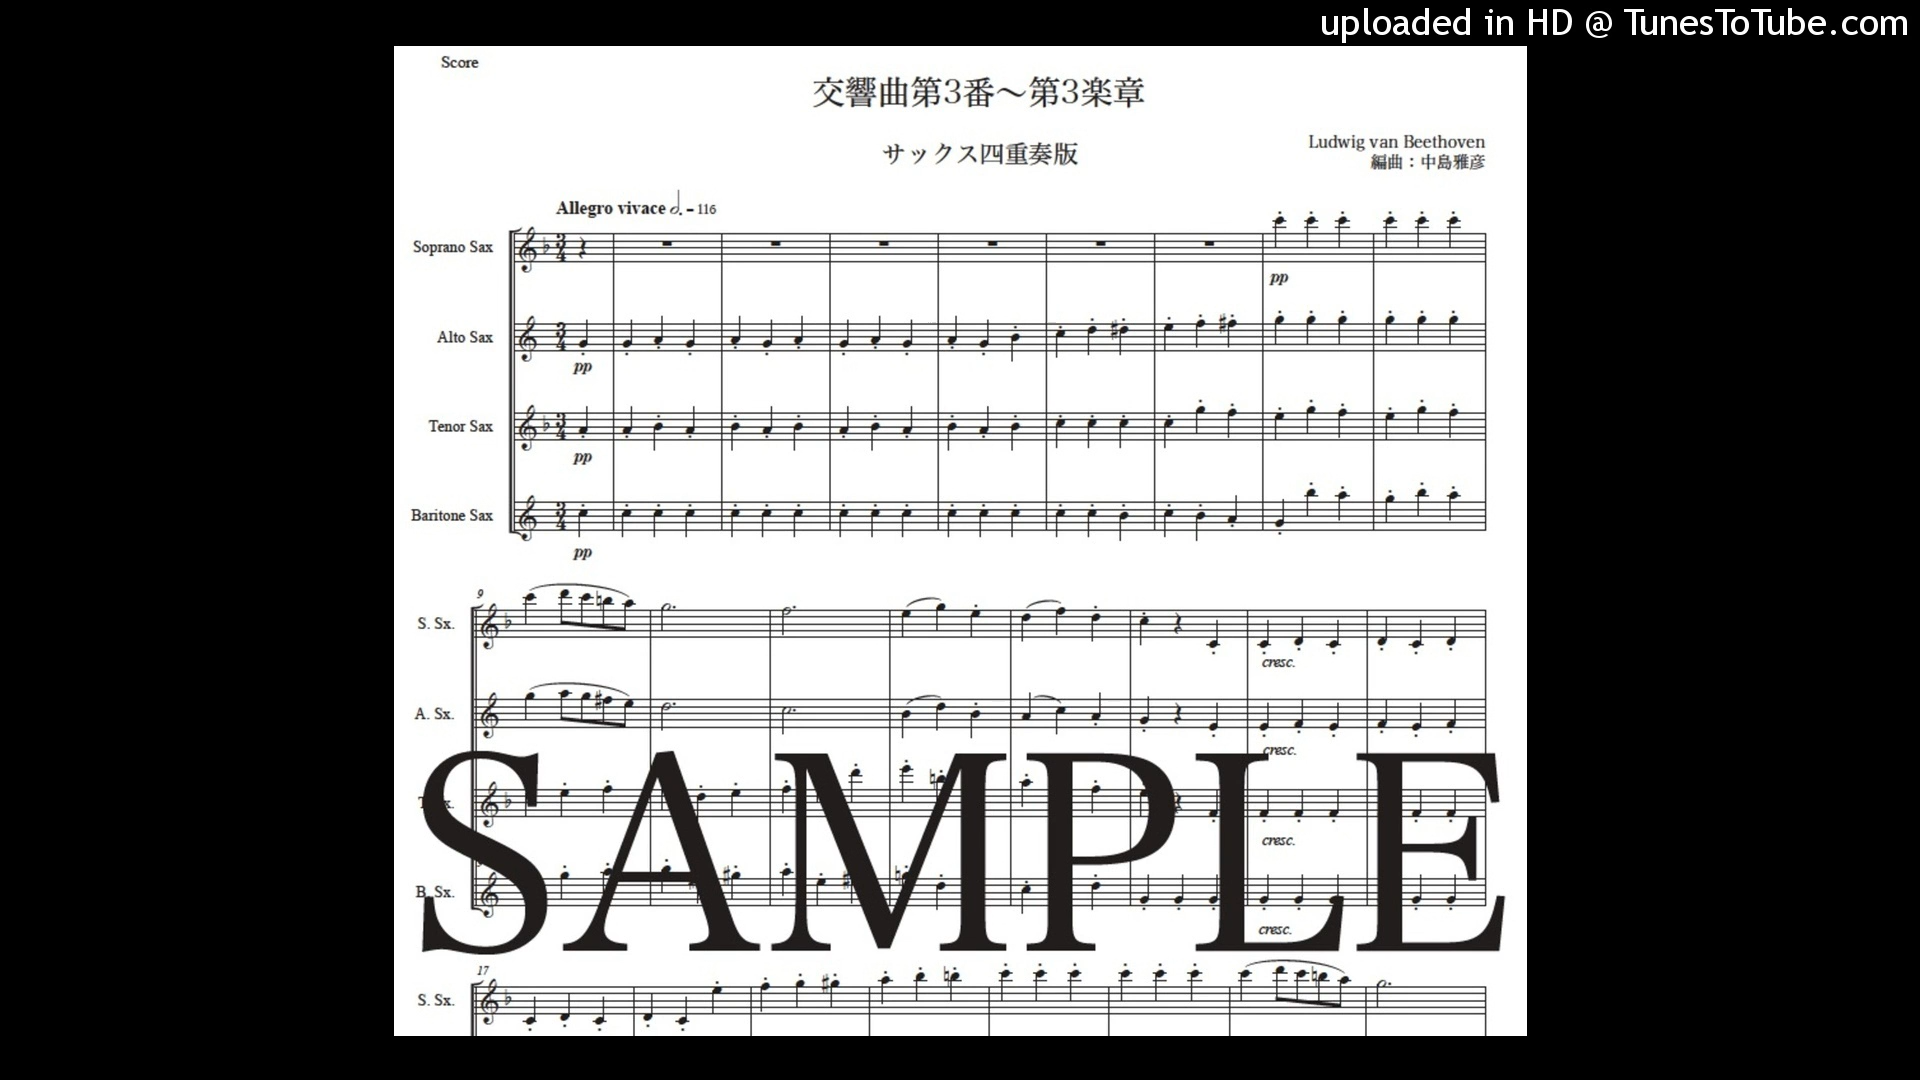 uploaded in HD @ TunesToTube.com
Score
交響曲第3番～第3楽章
サックス四重奏版
Ludwig van Beethoven
編曲：中島雅彦
Allegro vivace 𝅗𝅥. = 116
Soprano Sax
pp
Alto Sax
pp
Tenor Sax
pp
Baritone Sax
pp
9
S. Sx.
cresc.
A. Sx.
cresc.
SAMPLE
cresc.
B. Sx.
cresc.
17
S. Sx.